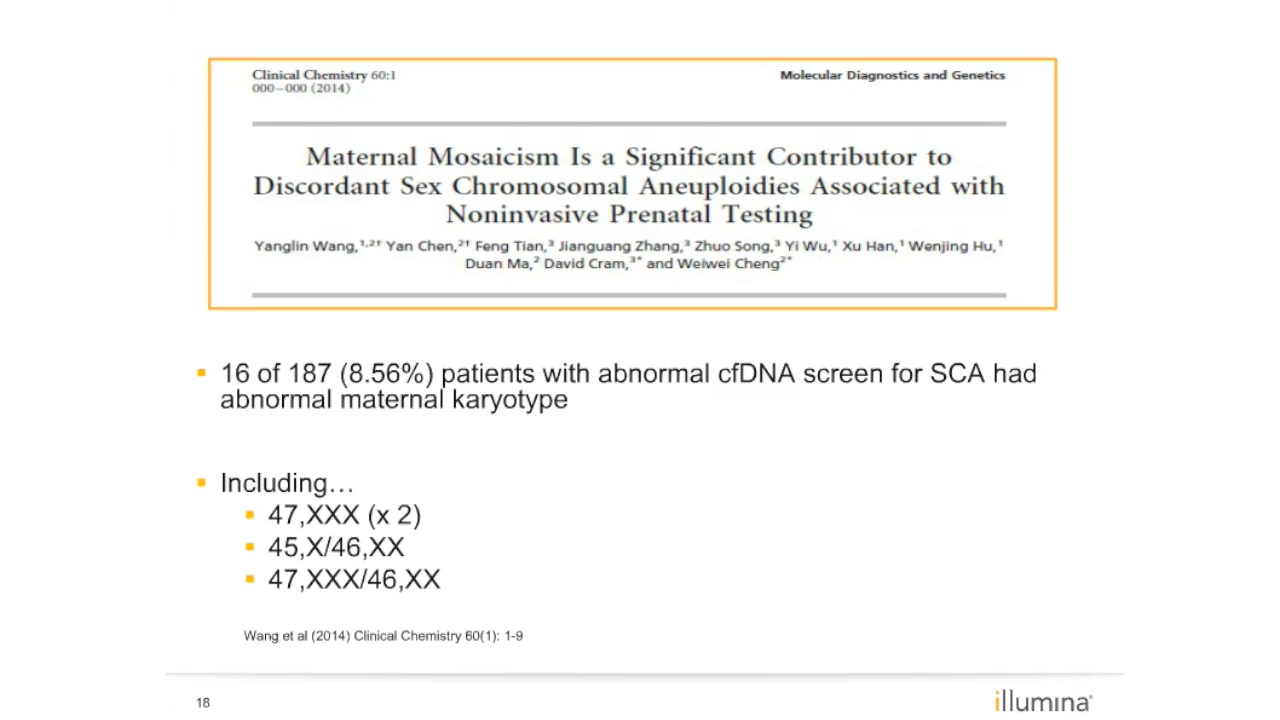 Clinical Chemistry 60:1
000–000 (2014)
Molecular Diagnostics and Genetics
Maternal Mosaicism Is a Significant Contributor to
Discordant Sex Chromosomal Aneuploidies Associated with
Noninvasive Prenatal Testing
Yanglin Wang,1,2† Yan Chen,2† Feng Tian,3 Jianguang Zhang,3 Zhuo Song,3 Yi Wu,1 Xu Han,1 Wenjing Hu,1
Duan Ma,2 David Cram,3* and Weiwei Cheng2*
16 of 187 (8.56%) patients with abnormal cfDNA screen for SCA had
abnormal maternal karyotype
Including…
47,XXX (x 2)
45,X/46,XX
47,XXX/46,XX
Wang et al (2014) Clinical Chemistry 60(1): 1-9
18
illumina®